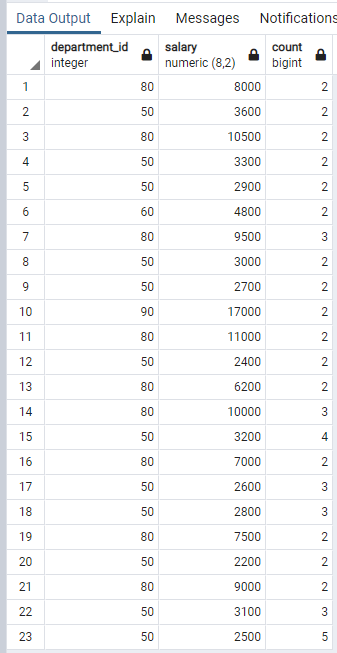 Data Output Explain Messages Notifications
department_id salary count
integer numeric (8,2) bigint
1 80 8000 2
2 50 3600 2
3 80 10500 2
4 50 3300 2
5 50 2900 2
6 60 4800 2
7 80 9500 3
8 50 3000 2
9 50 2700 2
10 90 17000 2
11 80 11000 2
12 50 2400 2
13 80 6200 2
14 80 10000 3
15 50 3200 4
16 80 7000 2
17 50 2600 3
18 50 2800 3
19 80 7500 2
20 50 2200 2
21 80 9000 2
22 50 3100 3
23 50 2500 5